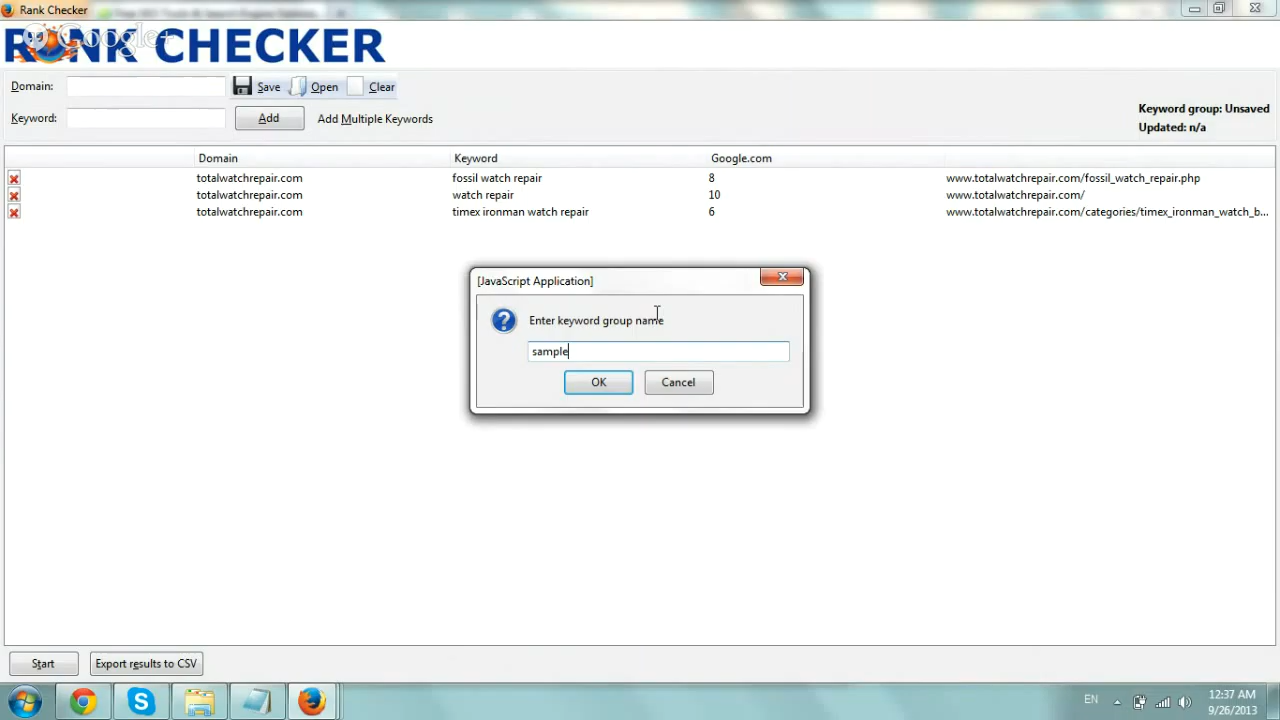 Rank Checker
RANK CHECKER
Google+
Domain:
Save
Open
Clear
Keyword:
Add
Add Multiple Keywords
Keyword group: Unsaved
Updated: n/a
Domain Keyword Google.com
totalwatchrepair.com fossil watch repair 8 www.totalwatchrepair.com/fossil_watch_repair.php
totalwatchrepair.com watch repair 10 www.totalwatchrepair.com/
totalwatchrepair.com timex ironman watch repair 6 www.totalwatchrepair.com/categories/timex_ironman_watch_b...
[JavaScript Application]
Enter keyword group name
sample
OK Cancel
Start Export results to CSV
EN
12:37 AM
9/26/2013